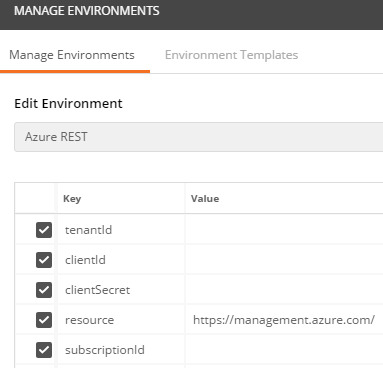 MANAGE ENVIRONMENTS
Manage Environments Environment Templates
Edit Environment
Azure REST
Key Value
tenantId
clientId
clientSecret
resource https://management.azure.com/
subscriptionId